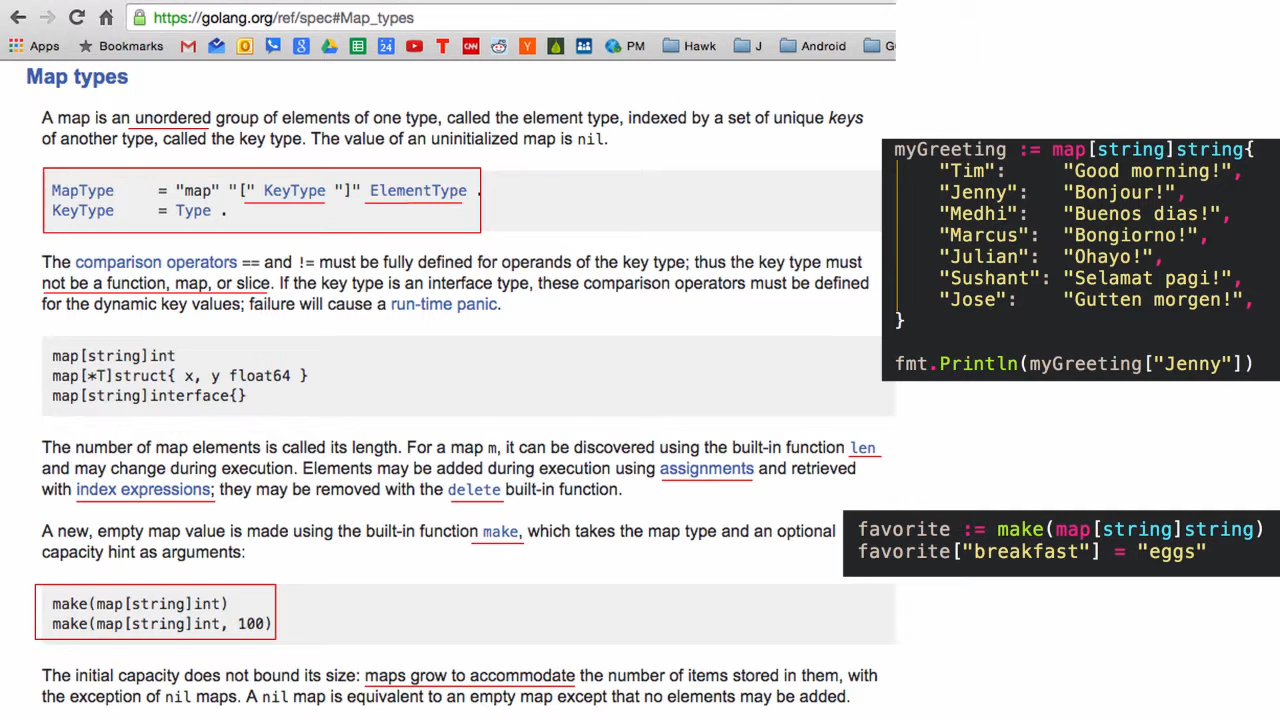 https://golang.org/ref/spec#Map_types
Apps Bookmarks 24 CNN PM Hawk J Android
Map types
A map is an unordered group of elements of one type, called the element type, indexed by a set of unique keys
of another type, called the key type. The value of an uninitialized map is nil.
MapType = "map" "[" KeyType "]" ElementType .
KeyType = Type .
The comparison operators == and != must be fully defined for operands of the key type; thus the key type must
not be a function, map, or slice. If the key type is an interface type, these comparison operators must be defined
for the dynamic key values; failure will cause a run-time panic.
map[string]int
map[*T]struct{ x, y float64 }
map[string]interface{}
The number of map elements is called its length. For a map m, it can be discovered using the built-in function len
and may change during execution. Elements may be added during execution using assignments and retrieved
with index expressions; they may be removed with the delete built-in function.
A new, empty map value is made using the built-in function make, which takes the map type and an optional
capacity hint as arguments:
make(map[string]int)
make(map[string]int, 100)
The initial capacity does not bound its size: maps grow to accommodate the number of items stored in them, with
the exception of nil maps. A nil map is equivalent to an empty map except that no elements may be added.
myGreeting := map[string]string{
"Tim": "Good morning!",
"Jenny": "Bonjour!",
"Medhi": "Buenos dias!",
"Marcus": "Bongiorno!",
"Julian": "Ohayo!",
"Sushant": "Selamat pagi!",
"Jose": "Gutten morgen!",
}
fmt.Println(myGreeting["Jenny"])
favorite := make(map[string]string)
favorite["breakfast"] = "eggs"